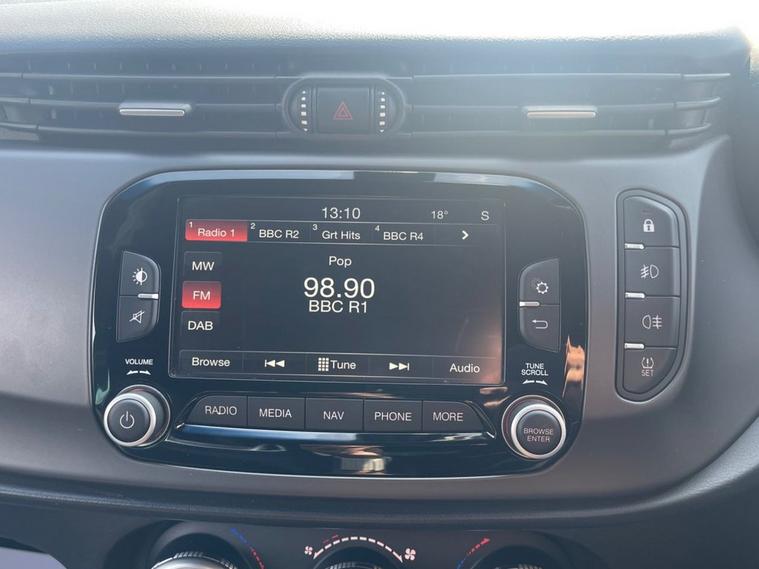 13:10 18° S
1 Radio 1 2 BBC R2 3 Grt Hits 4 BBC R4 >
MW
Pop
FM
98.90
BBC R1
DAB
Browse Tune Audio
VOLUME
TUNE
SCROLL
RADIO MEDIA NAV PHONE MORE
BROWSE
ENTER
SET